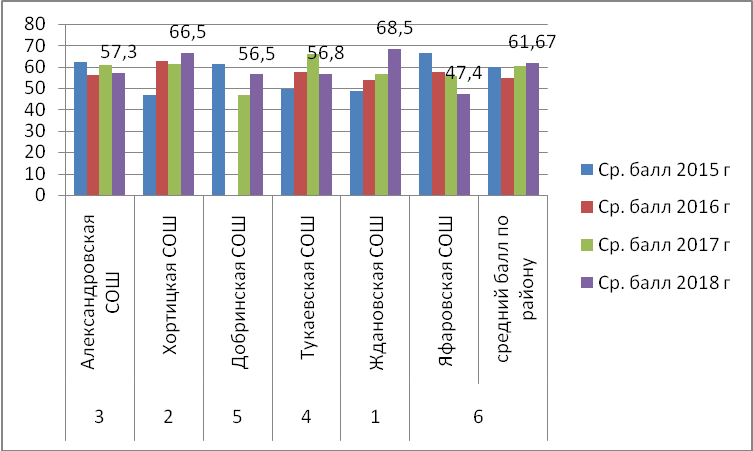 80
70
60
50
40
30
20
10
0
57,3
66,5
56,5
56,8
68,5
47,4
61,67
Александровская
СОШ
Хортицкая СОШ
Добринская СОШ
Тукаевская СОШ
Ждановская СОШ
Яфаровская СОШ
средний балл по
району
3
2
5
4
1
6
Ср. балл 2015 г
Ср. балл 2016 г
Ср. балл 2017 г
Ср. балл 2018 г